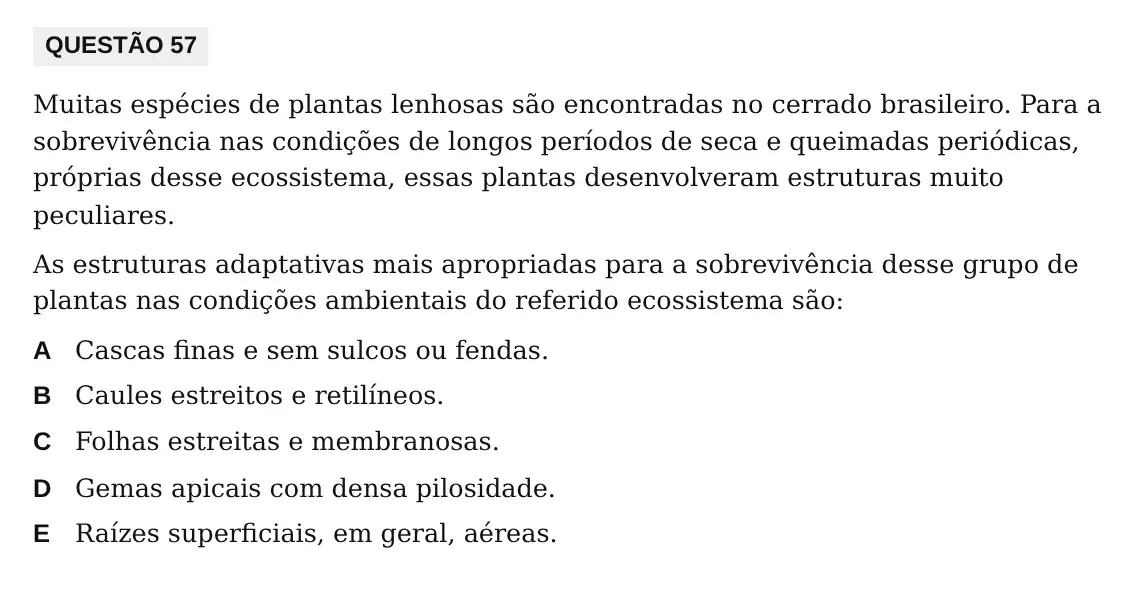 QUESTÃO 57
Muitas espécies de plantas lenhosas são encontradas no cerrado brasileiro. Para a
sobrevivência nas condições de longos períodos de seca e queimadas periódicas,
próprias desse ecossistema, essas plantas desenvolveram estruturas muito
peculiares.
As estruturas adaptativas mais apropriadas para a sobrevivência desse grupo de
plantas nas condições ambientais do referido ecossistema são:
A Cascas finas e sem sulcos ou fendas.
B Caules estreitos e retilíneos.
C Folhas estreitas e membranosas.
D Gemas apicais com densa pilosidade.
E Raízes superficiais, em geral, aéreas.